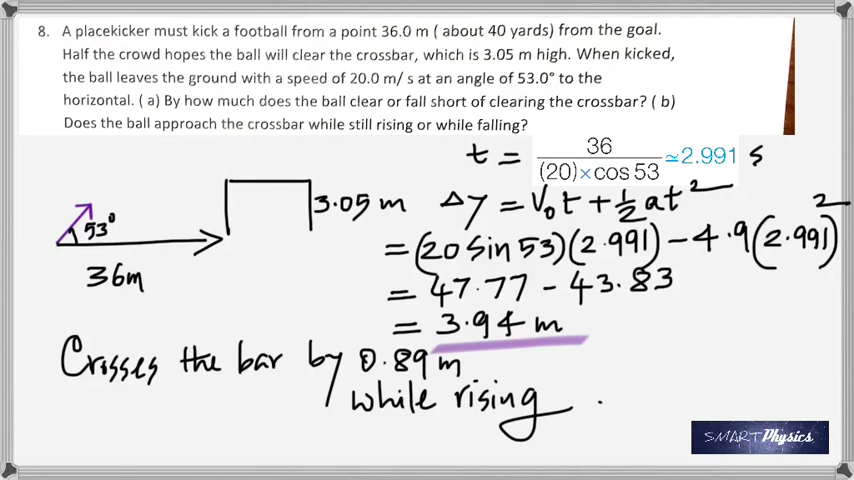 8. A placekicker must kick a football from a point 36.0 m ( about 40 yards) from the goal.
Half the crowd hopes the ball will clear the crossbar, which is 3.05 m high. When kicked,
the ball leaves the ground with a speed of 20.0 m/ s at an angle of 53.0° to the
horizontal. ( a) By how much does the ball clear or fall short of clearing the crossbar? ( b)
Does the ball approach the crossbar while still rising or while falling?
t = 36 / (20)×cos 53 ≃2.991 s
53°
36m
3.05 m
Δy = V₀t + ½at²
= (20 sin 53)(2.991) − 4.9(2.991)²
= 47.77 − 43.83
= 3.94 m
Crosses the bar by 0.89 m
while rising .
SMART Physics